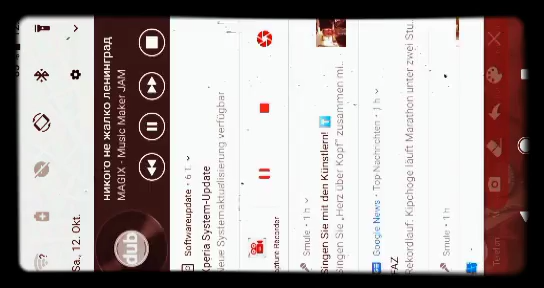 Sa., 12. Okt.
никого не жалко ленинград
MAGIX - Music Maker JAM
dub
Softwareupdate • 6 T.
Xperia System-Update
Neue Systemaktualisierung verfügbar
Smule • 1 h
Singen Sie mit den Künstlern!
Singen Sie „Herz über Kopf“ zusammen mi...
Google News • Top-Nachrichten • 1 h
FAZ
Rekordlauf: Kipchoge läuft Marathon unter zwei Stu...
Smule • 1 h
Telefon